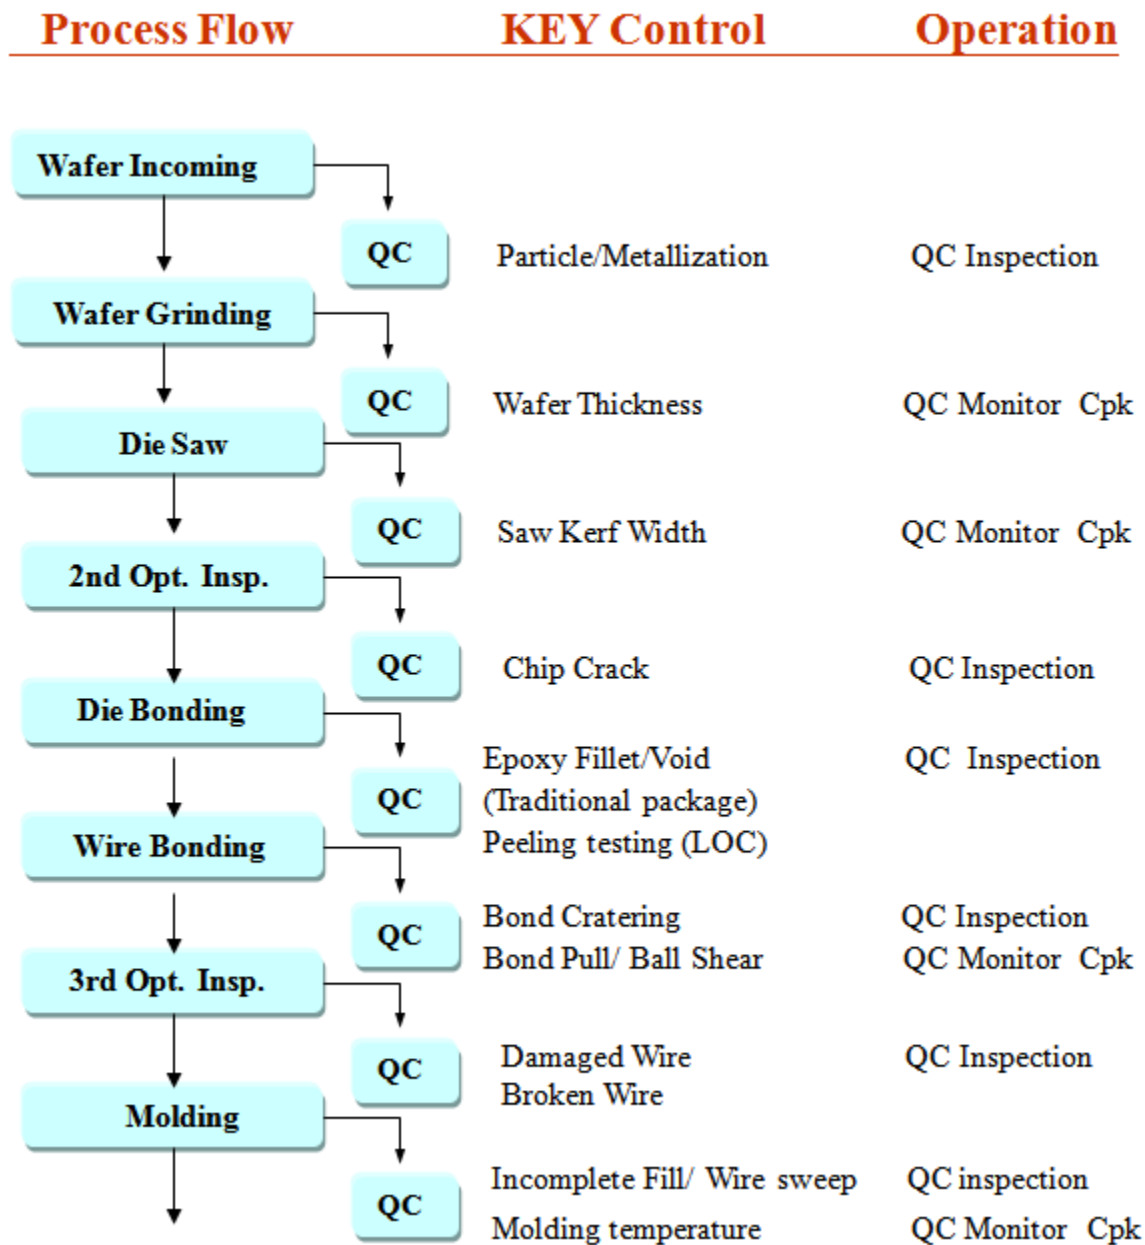 Process Flow KEY Control Operation
Wafer Incoming
QC Particle/Metallization QC Inspection
Wafer Grinding
QC Wafer Thickness QC Monitor Cpk
Die Saw
QC Saw Kerf Width QC Monitor Cpk
2nd Opt. Insp.
QC Chip Crack QC Inspection
Die Bonding
Epoxy Fillet/Void QC Inspection
QC (Traditional package)
Peeling testing (LOC)
Wire Bonding
Bond Cratering QC Inspection
QC
Bond Pull/ Ball Shear QC Monitor Cpk
3rd Opt. Insp.
Damaged Wire QC Inspection
QC
Broken Wire
Molding
Incomplete Fill/ Wire sweep QC inspection
QC
Molding temperature QC Monitor Cpk